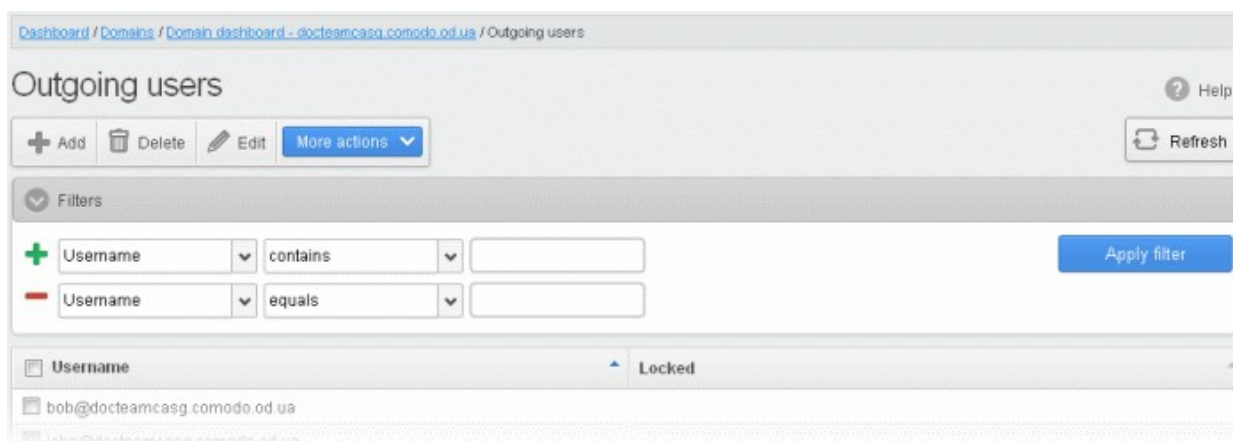 Dashboard / Domains / Domain dashboard - docteamcasg.comodo.od.ua / Outgoing users
Outgoing users
Help
Add Delete Edit More actions
Refresh
Filters
Username contains
Apply filter
Username equals
Username Locked
bob@docteamcasg.comodo.od.ua